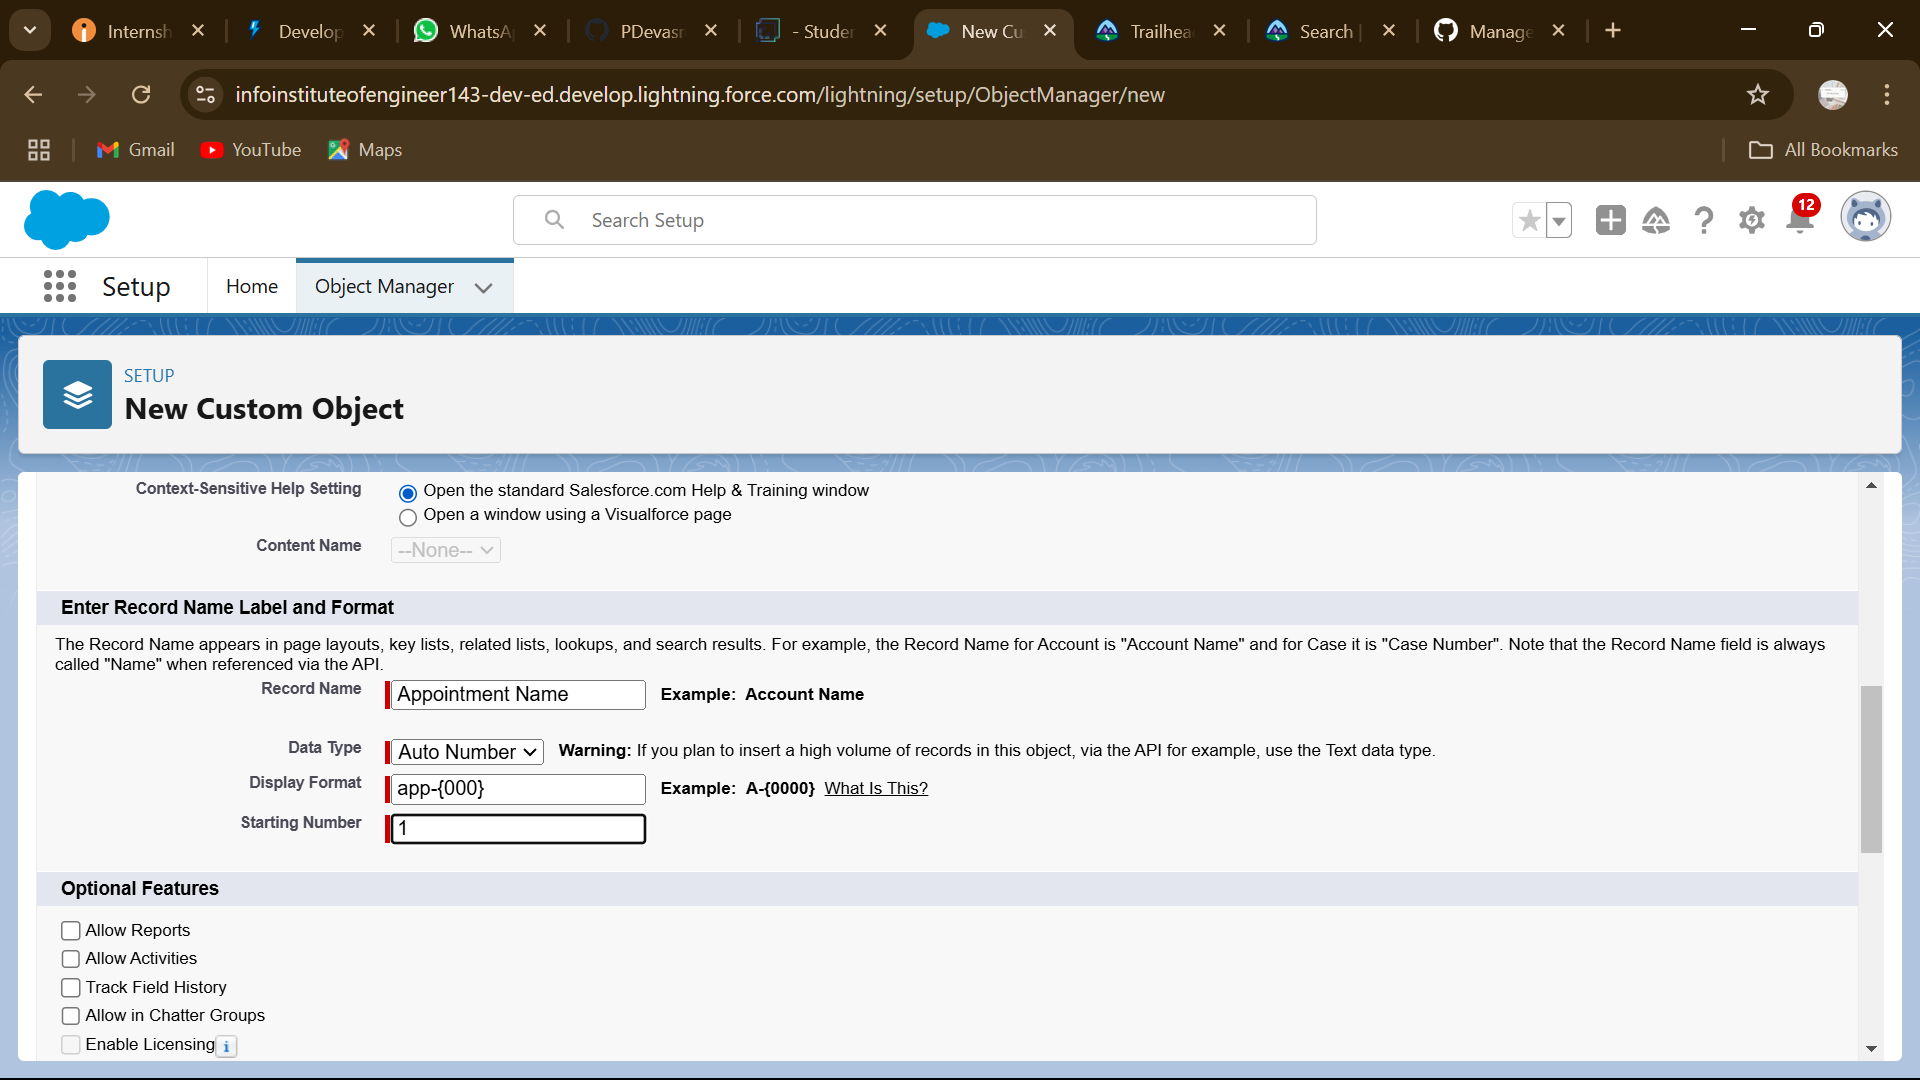 Internsh
Develop
WhatsA
PDevasr
- Studer
New Cu
Trailhea
Search
Manage
infoinstituteofengineer143-dev-ed.develop.lightning.force.com/lightning/setup/ObjectManager/new
Gmail
YouTube
Maps
All Bookmarks
Search Setup
12
Setup
Home
Object Manager
SETUP
New Custom Object
Context-Sensitive Help Setting
Open the standard Salesforce.com Help & Training window
Open a window using a Visualforce page
Content Name
--None--
Enter Record Name Label and Format
The Record Name appears in page layouts, key lists, related lists, lookups, and search results. For example, the Record Name for Account is "Account Name" and for Case it is "Case Number". Note that the Record Name field is always
called "Name" when referenced via the API.
Record Name
Appointment Name
Example: Account Name
Data Type
Auto Number
Warning: If you plan to insert a high volume of records in this object, via the API for example, use the Text data type.
Display Format
app-{000}
Example: A-{0000} What Is This?
Starting Number
1
Optional Features
Allow Reports
Allow Activities
Track Field History
Allow in Chatter Groups
Enable Licensing
i